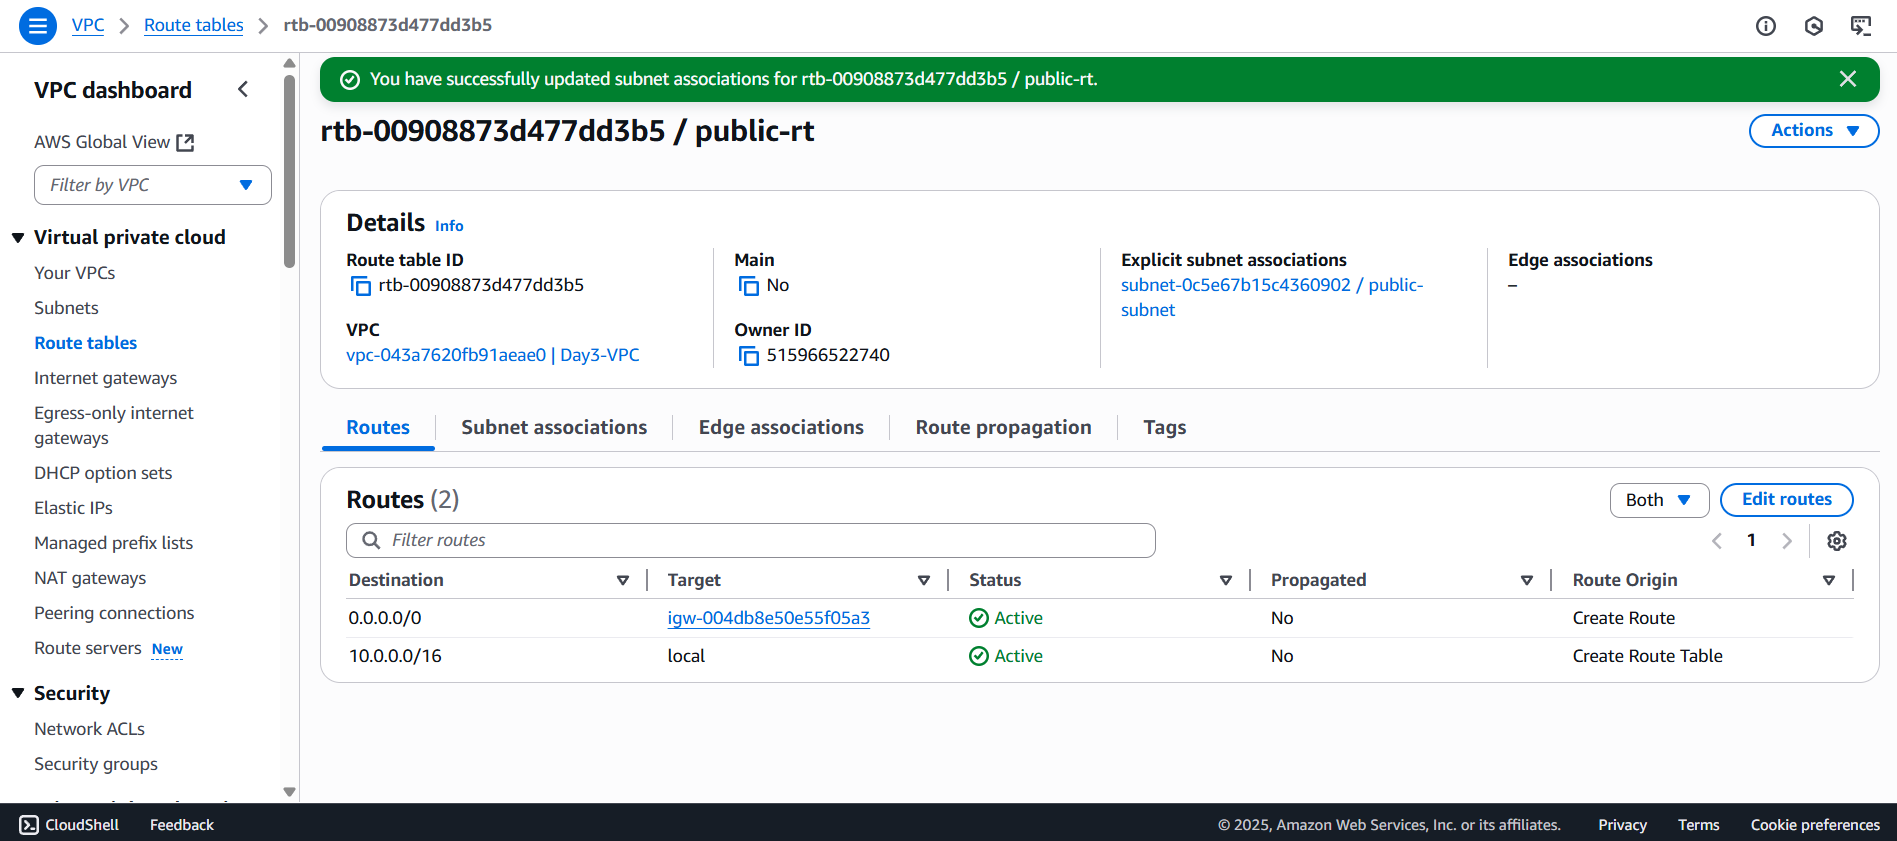 VPC
Route tables
rtb-00908873d477dd3b5
VPC dashboard
AWS Global View
Filter by VPC
Virtual private cloud
Your VPCs
Subnets
Route tables
Internet gateways
Egress-only internet
gateways
DHCP option sets
Elastic IPs
Managed prefix lists
NAT gateways
Peering connections
Route servers New
Security
Network ACLs
Security groups
You have successfully updated subnet associations for rtb-00908873d477dd3b5 / public-rt.
rtb-00908873d477dd3b5 / public-rt
Actions
Details Info
Route table ID
rtb-00908873d477dd3b5
Main
No
Explicit subnet associations
subnet-0c5e67b15c4360902 / public-
subnet
Edge associations
–
VPC
vpc-043a7620fb91aeae0 | Day3-VPC
Owner ID
515966522740
Routes
Subnet associations
Edge associations
Route propagation
Tags
Routes (2)
Both
Edit routes
Filter routes
1
Destination Target Status Propagated Route Origin
0.0.0.0/0 igw-004db8e50e55f05a3 Active No Create Route
10.0.0.0/16 local Active No Create Route Table
CloudShell Feedback © 2025, Amazon Web Services, Inc. or its affiliates. Privacy Terms Cookie preferences